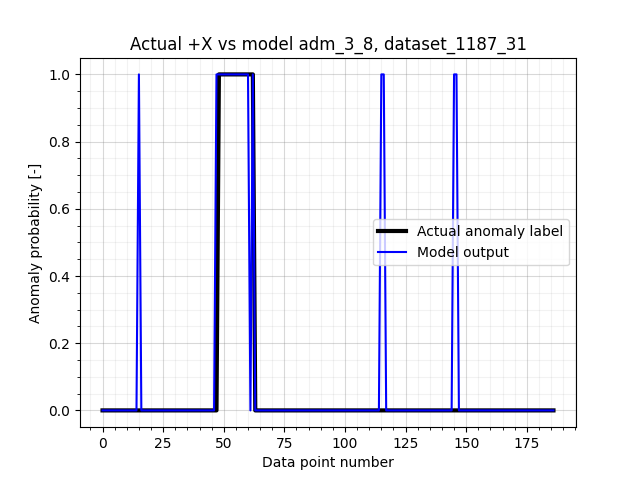 Actual +X vs model adm_3_8, dataset_1187_31
Anomaly probability [-]
1.0
0.8
0.6
0.4
0.2
0.0
Actual anomaly label
Model output
0 25 50 75 100 125 150 175
Data point number